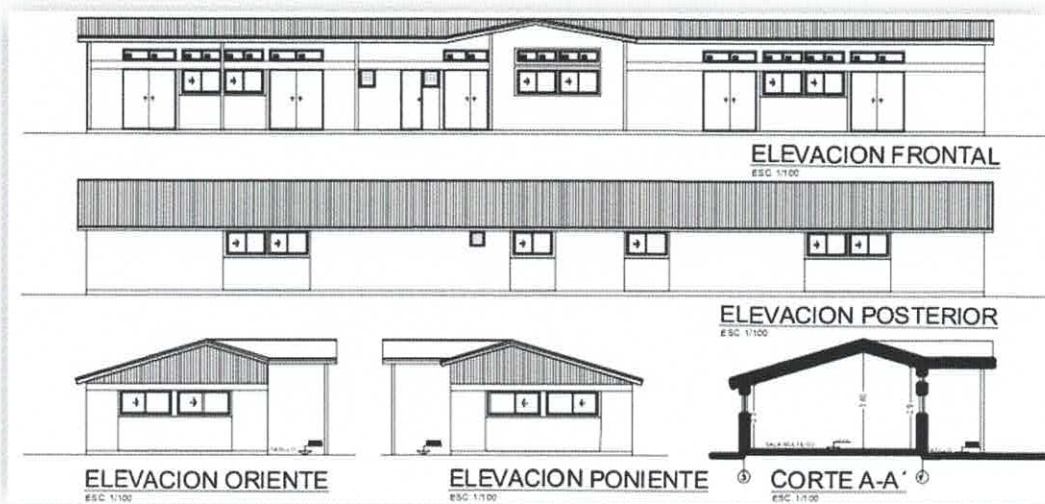 ELEVACION FRONTAL
ESC 1/100
ELEVACION POSTERIOR
ESC 1/100
ELEVACION ORIENTE
ESC 1/100
ELEVACION PONIENTE
ESC 1/100
CORTE A-A'
ESC 1/100